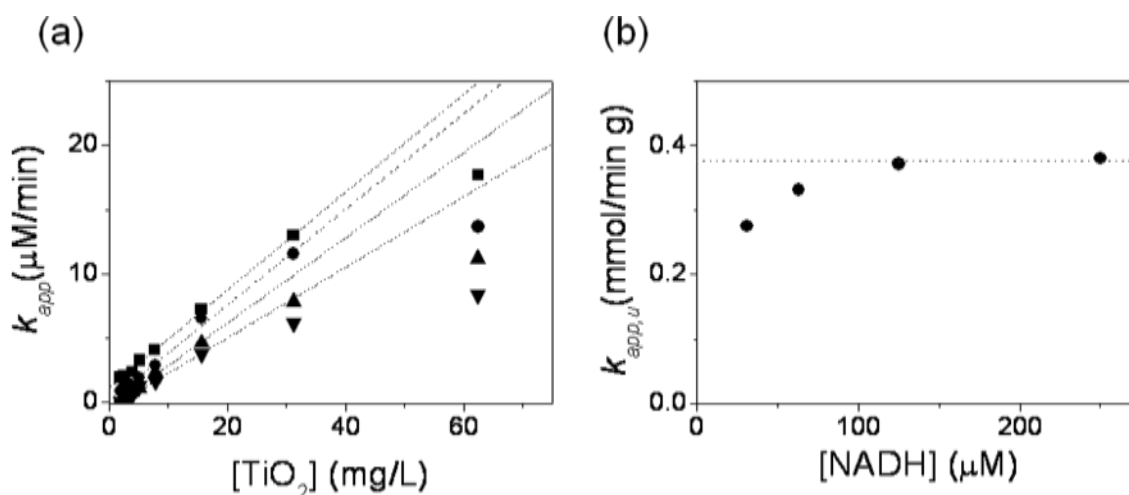 (a)
k_app (μM/min)
20
10
0
0 20 40 60
[TiO₂] (mg/L)
(b)
k_app,u (mmol/min g)
0.4
0.2
0.0
0 100 200
[NADH] (μM)